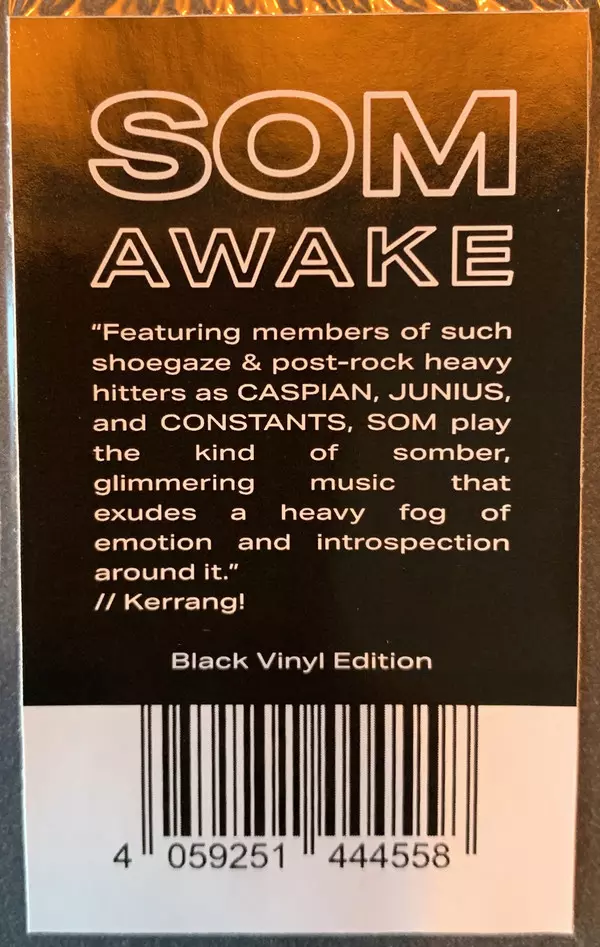 SOM
AWAKE
"Featuring members of such
shoegaze & post-rock heavy
hitters as CASPIAN, JUNIUS,
and CONSTANTS, SOM play
the kind of somber,
glimmering music that
exudes a heavy fog of
emotion and introspection
around it."
// Kerrang!
Black Vinyl Edition
4 059251 444558